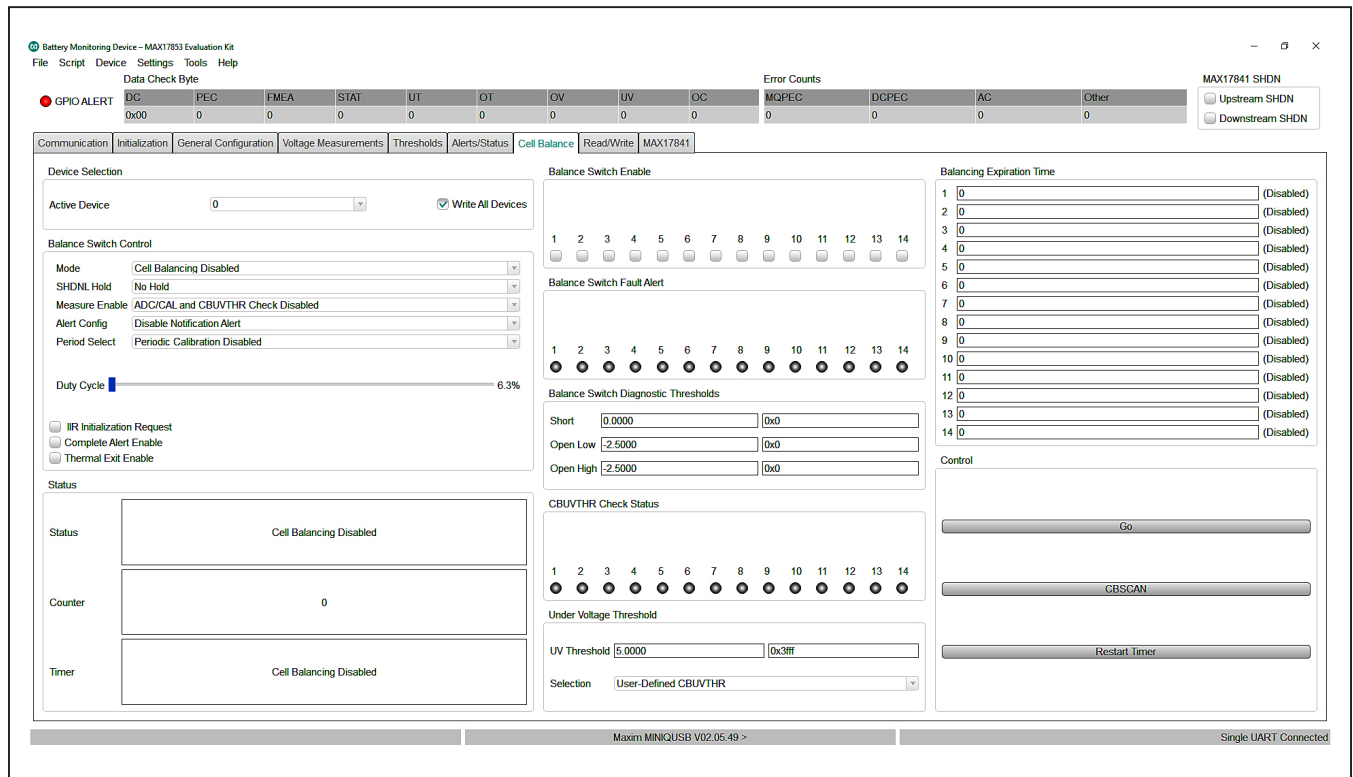 Battery Monitoring Device – MAX17853 Evaluation Kit
File Script Device Settings Tools Help
Data Check Byte
Error Counts
MAX17841 SHDN
GPIO ALERT
DC PEC FMEA STAT UT OT OV UV OC
0x00 0 0 0 0 0 0 0 0
MQPEC DCPEC AC Other
0 0 0 0
Upstream SHDN
Downstream SHDN
Communication Initialization General Configuration Voltage Measurements Thresholds Alerts/Status Cell Balance Read/Write MAX17841
Device Selection
Active Device 0 Write All Devices
Balance Switch Control
Mode Cell Balancing Disabled
SHDNL Hold No Hold
Measure Enable ADC/CAL and CBUVTHR Check Disabled
Alert Config Disable Notification Alert
Period Select Periodic Calibration Disabled
Duty Cycle 6.3%
IIR Initialization Request
Complete Alert Enable
Thermal Exit Enable
Status
Status Cell Balancing Disabled
Counter 0
Timer Cell Balancing Disabled
Balance Switch Enable
1 2 3 4 5 6 7 8 9 10 11 12 13 14
Balance Switch Fault Alert
1 2 3 4 5 6 7 8 9 10 11 12 13 14
Balance Switch Diagnostic Thresholds
Short 0.0000 0x0
Open Low -2.5000 0x0
Open High -2.5000 0x0
CBUVTHR Check Status
1 2 3 4 5 6 7 8 9 10 11 12 13 14
Under Voltage Threshold
UV Threshold 5.0000 0x3fff
Selection User-Defined CBUVTHR
Balancing Expiration Time
1 0 (Disabled)
2 0 (Disabled)
3 0 (Disabled)
4 0 (Disabled)
5 0 (Disabled)
6 0 (Disabled)
7 0 (Disabled)
8 0 (Disabled)
9 0 (Disabled)
10 0 (Disabled)
11 0 (Disabled)
12 0 (Disabled)
13 0 (Disabled)
14 0 (Disabled)
Control
Go
CBSCAN
Restart Timer
Maxim MINIQUSB V02.05.49 >
Single UART Connected